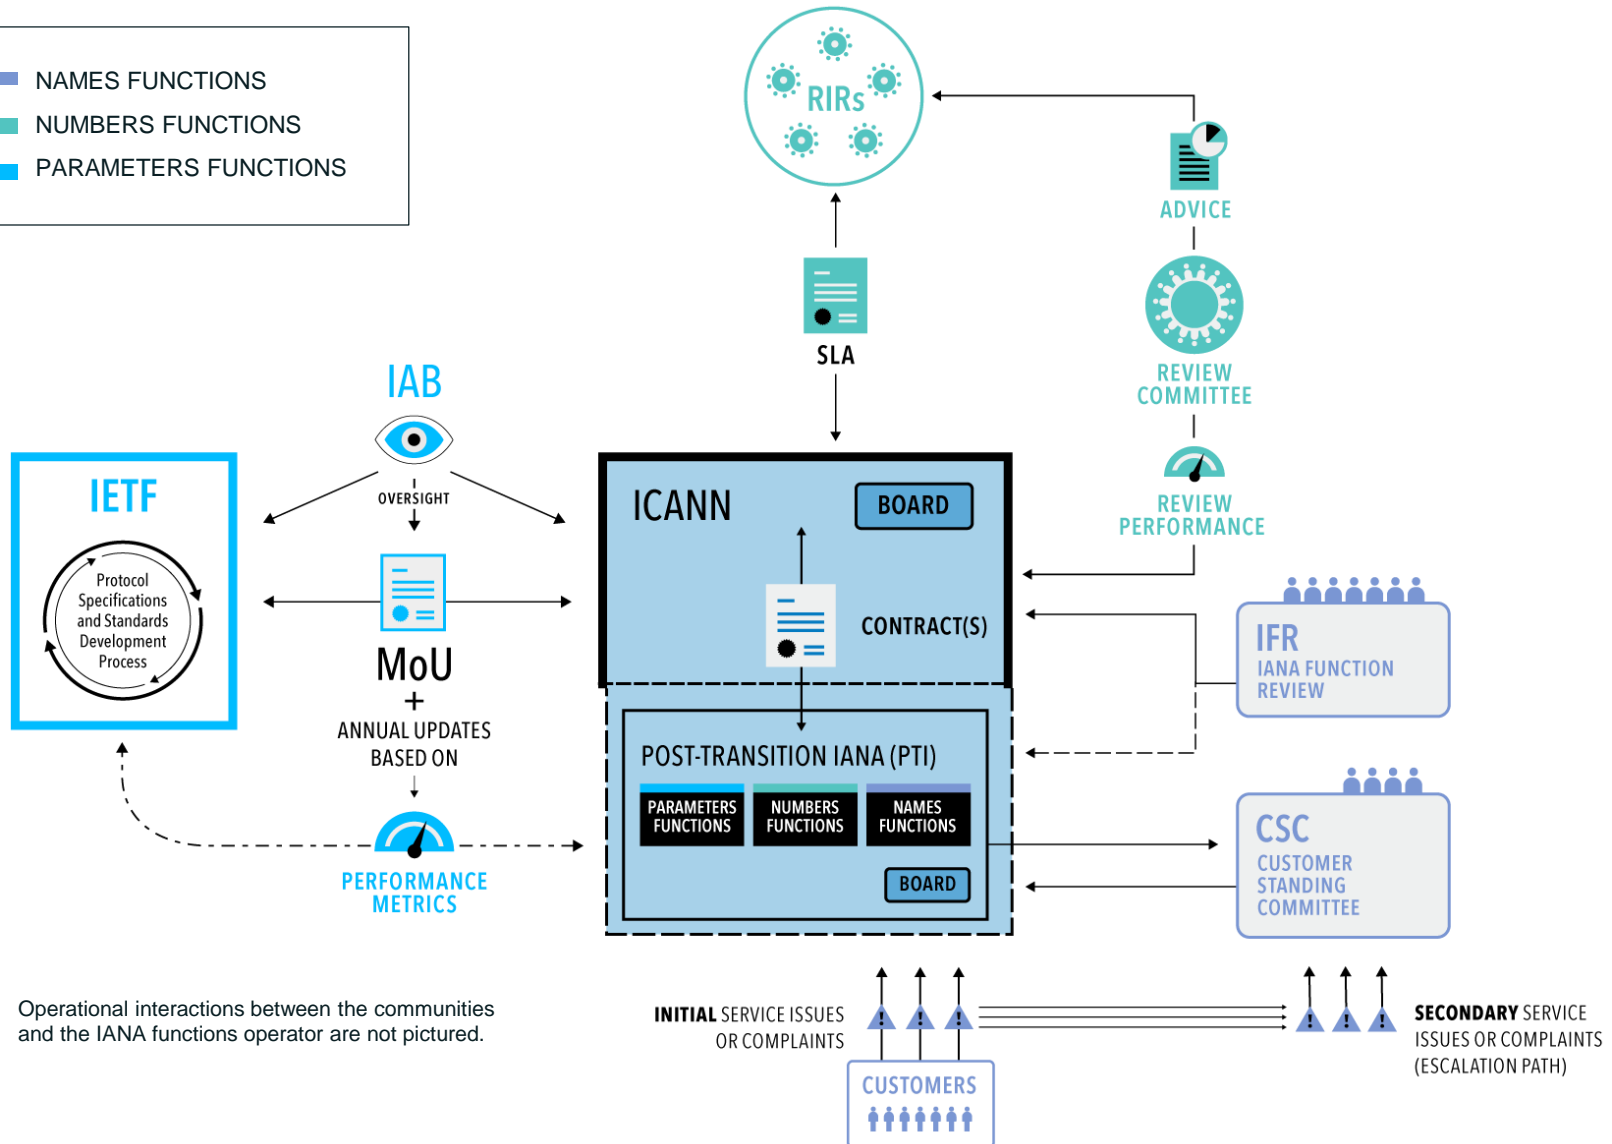 NAMES FUNCTIONS
NUMBERS FUNCTIONS
PARAMETERS FUNCTIONS
RIRs
ADVICE
SLA
REVIEW
COMMITTEE
REVIEW
PERFORMANCE
IAB
OVERSIGHT
IETF
Protocol
Specifications
and Standards
Development
Process
MoU
+
ANNUAL UPDATES
BASED ON
PERFORMANCE
METRICS
ICANN
BOARD
CONTRACT(S)
POST-TRANSITION IANA (PTI)
PARAMETERS
FUNCTIONS
NUMBERS
FUNCTIONS
NAMES
FUNCTIONS
BOARD
IFR
IANA FUNCTION
REVIEW
CSC
CUSTOMER
STANDING
COMMITTEE
Operational interactions between the communities
and the IANA functions operator are not pictured.
INITIAL SERVICE ISSUES
OR COMPLAINTS
! ! !
! ! !
SECONDARY SERVICE
ISSUES OR COMPLAINTS
(ESCALATION PATH)
CUSTOMERS